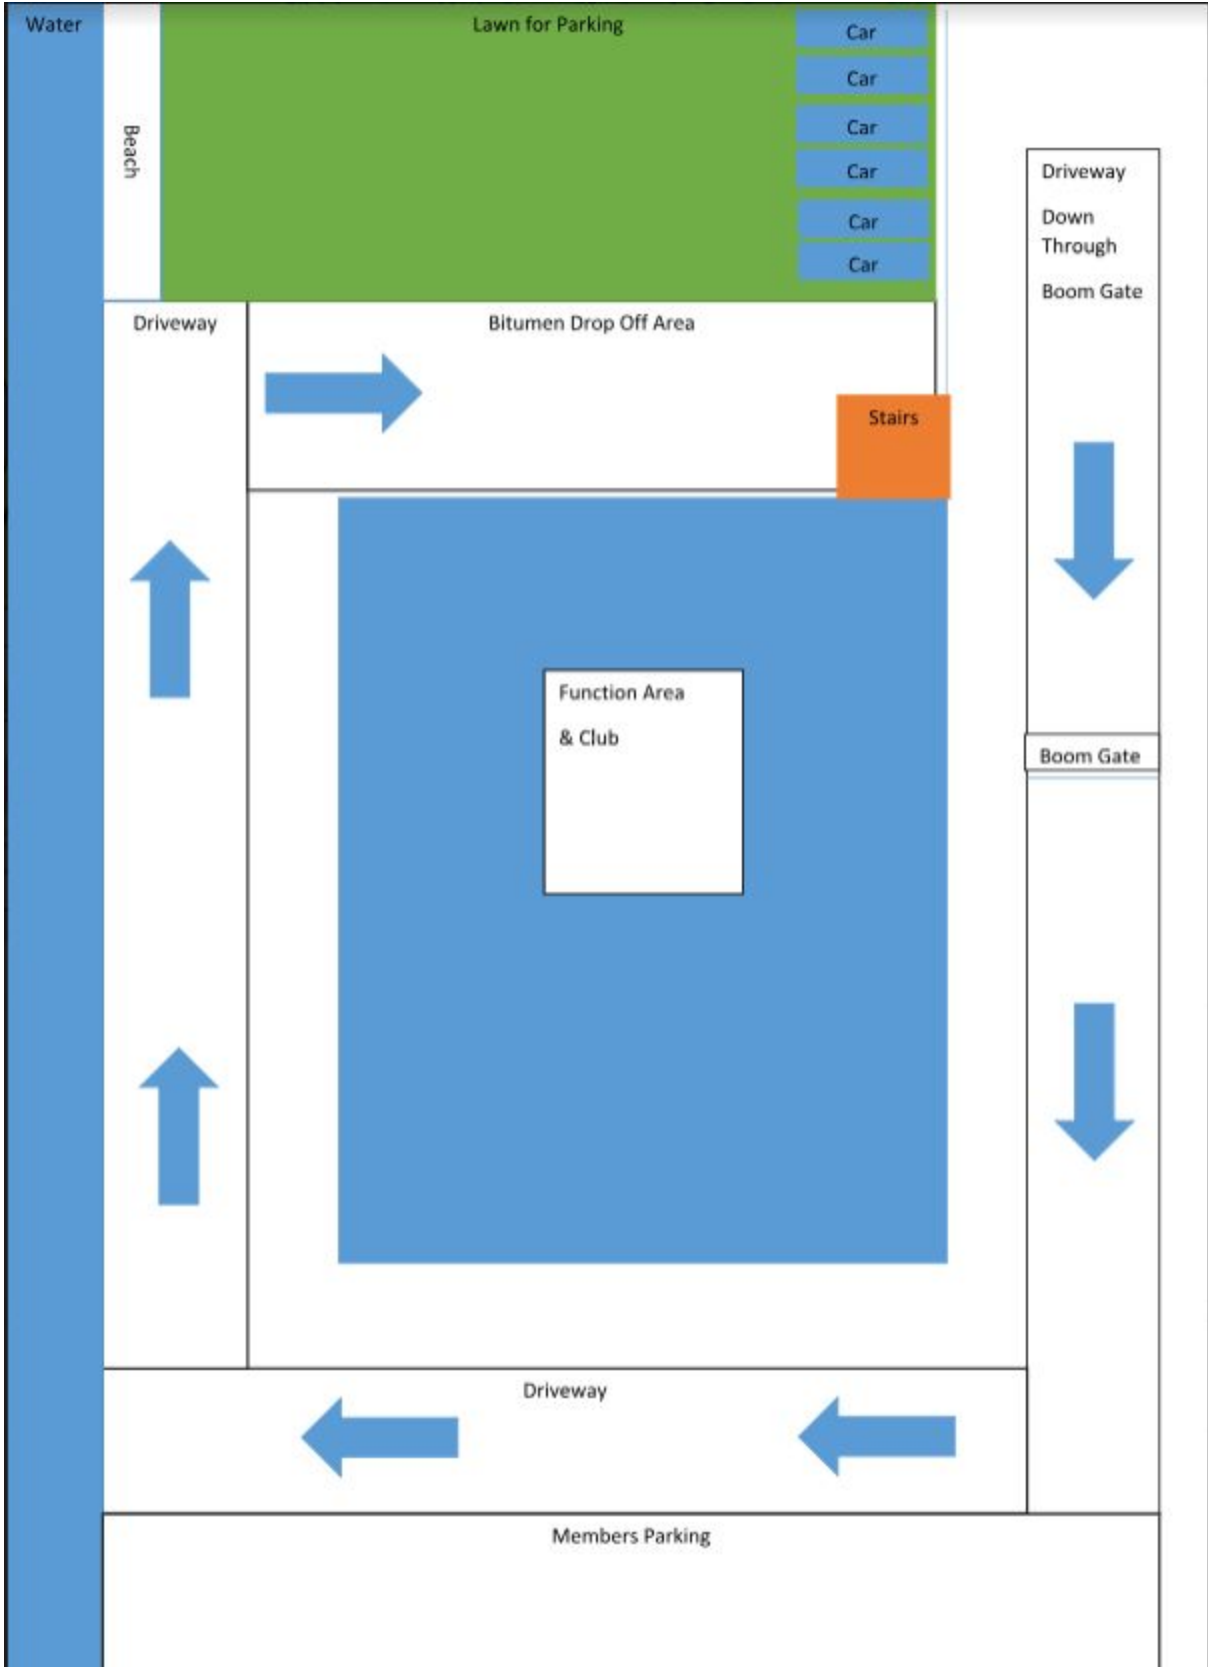 Water
Lawn for Parking
Car
Car
Car
Car
Car
Car
Beach
Driveway
Down
Through
Boom Gate
Driveway
Bitumen Drop Off Area
Stairs
Function Area
& Club
Boom Gate
Driveway
Members Parking